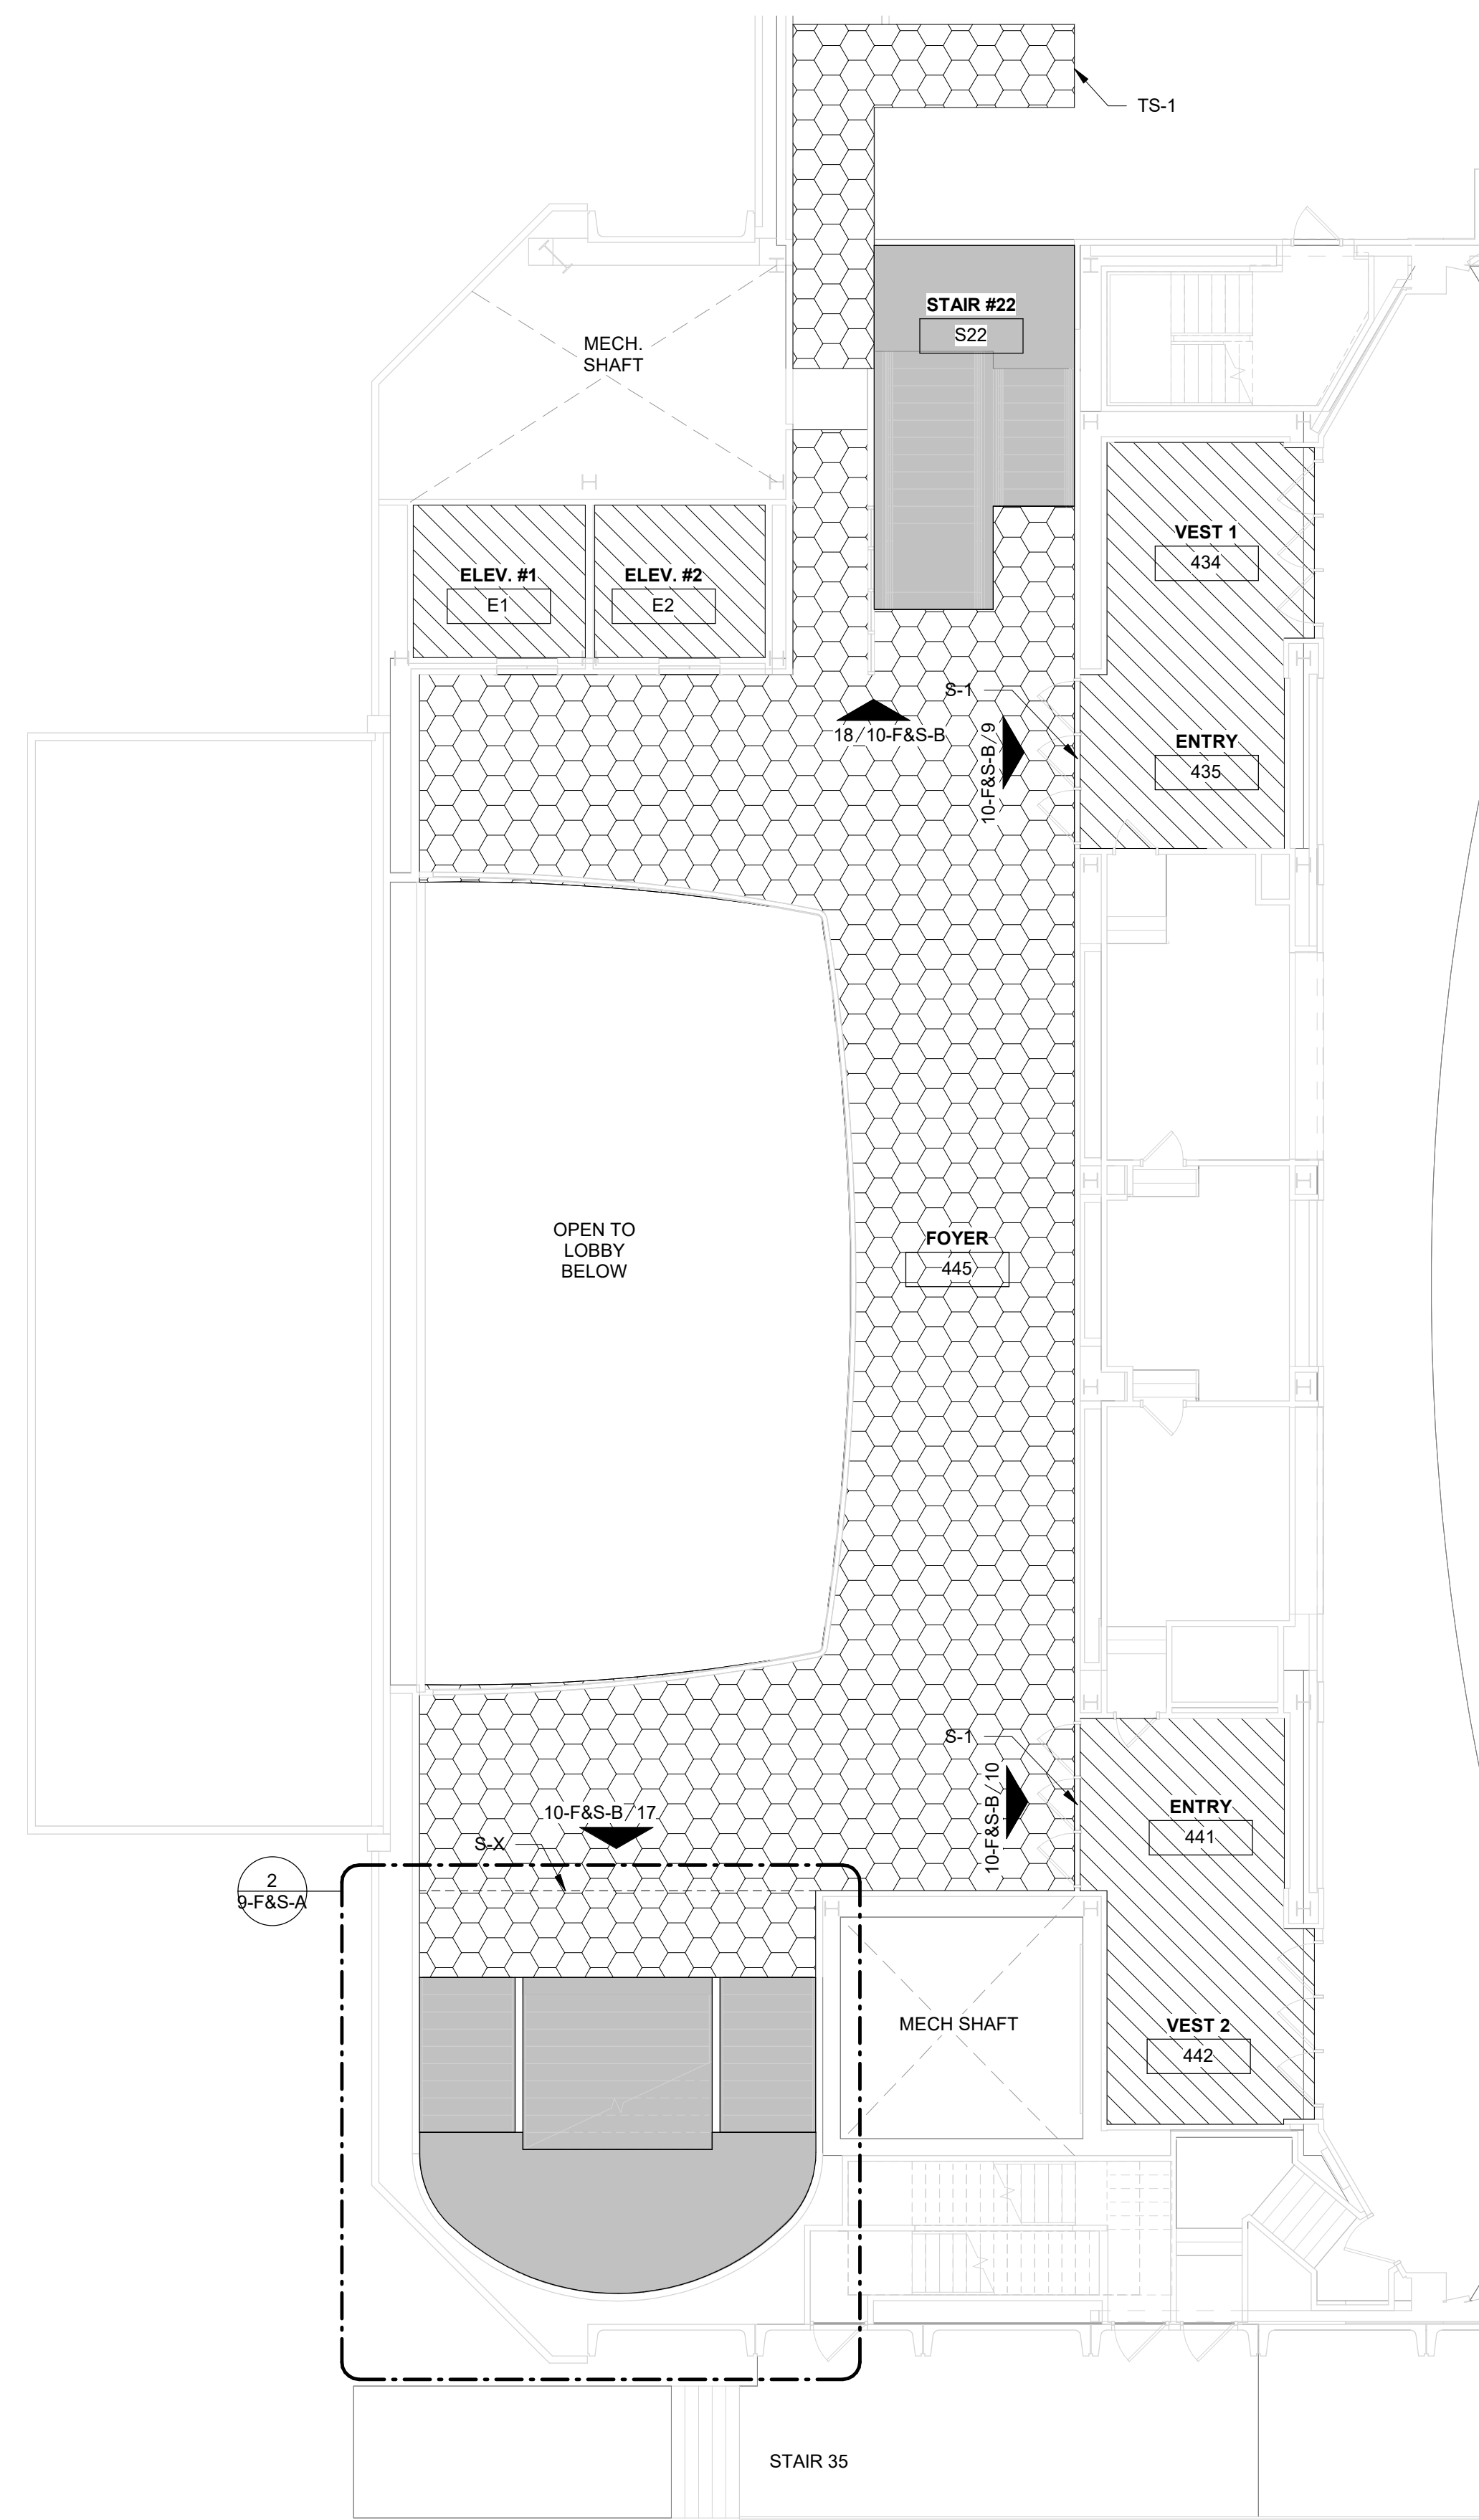 TS-1
STAIR #22
S22
MECH.
SHAFT
VEST 1
434
ELEV. #1
E1
ELEV. #2
E2
S-1
18/10-F&S-B
10-F&S-B/9
ENTRY
435
OPEN TO
LOBBY
BELOW
FOYER
445
S-1
10-F&S-B/17
10-F&S-B/10
S-X
ENTRY
441
2
9-F&S-A
MECH SHAFT
VEST 2
442
STAIR 35